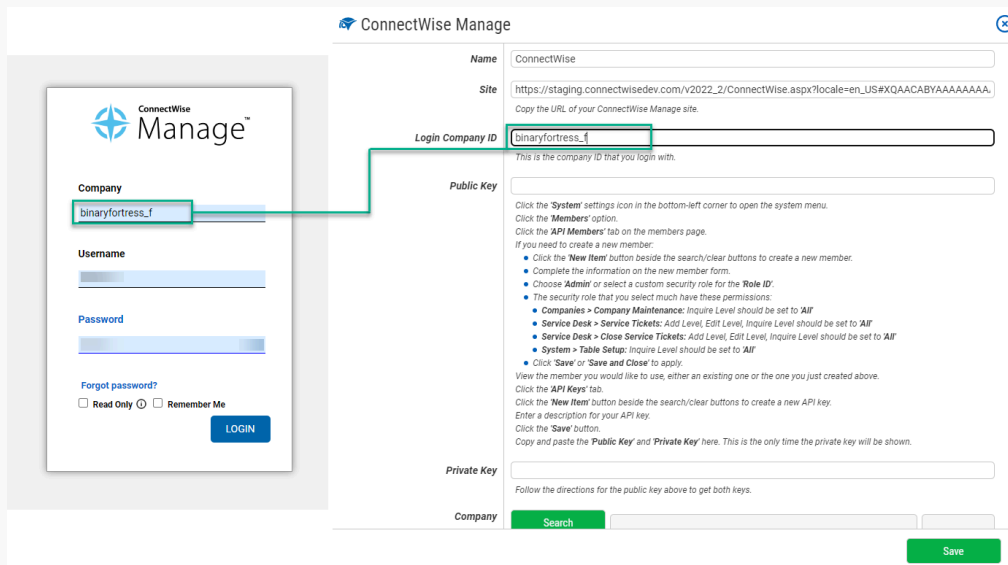 ConnectWise
Manage™
Company
binaryfortress_f
Username
Password
Forgot password?
Read Only
Remember Me
LOGIN
ConnectWise Manage
Name
ConnectWise
Site
https://staging.connectwisedev.com/v2022_2/ConnectWise.aspx?locale=en_US#XQAACABYAAAAAAAA
Copy the URL of your ConnectWise Manage site.
Login Company ID
binaryfortress_f
This is the company ID that you login with.
Public Key
Click the 'System' settings icon in the bottom-left corner to open the system menu.
Click the 'Members' option.
Click the 'API Members' tab on the members page.
If you need to create a new member:
Click the 'New Item' button beside the search/clear buttons to create a new member.
Complete the information on the new member form.
Choose 'Admin' or select a custom security role for the 'Role ID'.
The security role that you select much have these permissions:
Companies > Company Maintenance: Inquire Level should be set to 'All'
Service Desk > Service Tickets: Add Level, Edit Level, Inquire Level should be set to 'All'
Service Desk > Close Service Tickets: Add Level, Edit Level, Inquire Level should be set to 'All'
System > Table Setup: Inquire Level should be set to 'All'
Click 'Save' or 'Save and Close' to apply.
View the member you would like to use, either an existing one or the one you just created above.
Click the 'API Keys' tab.
Click the 'New Item' button beside the search/clear buttons to create a new API key.
Enter a description for your API key.
Click the 'Save' button.
Copy and paste the 'Public Key' and 'Private Key' here. This is the only time the private key will be shown.
Private Key
Follow the directions for the public key above to get both keys.
Company
Search
Save